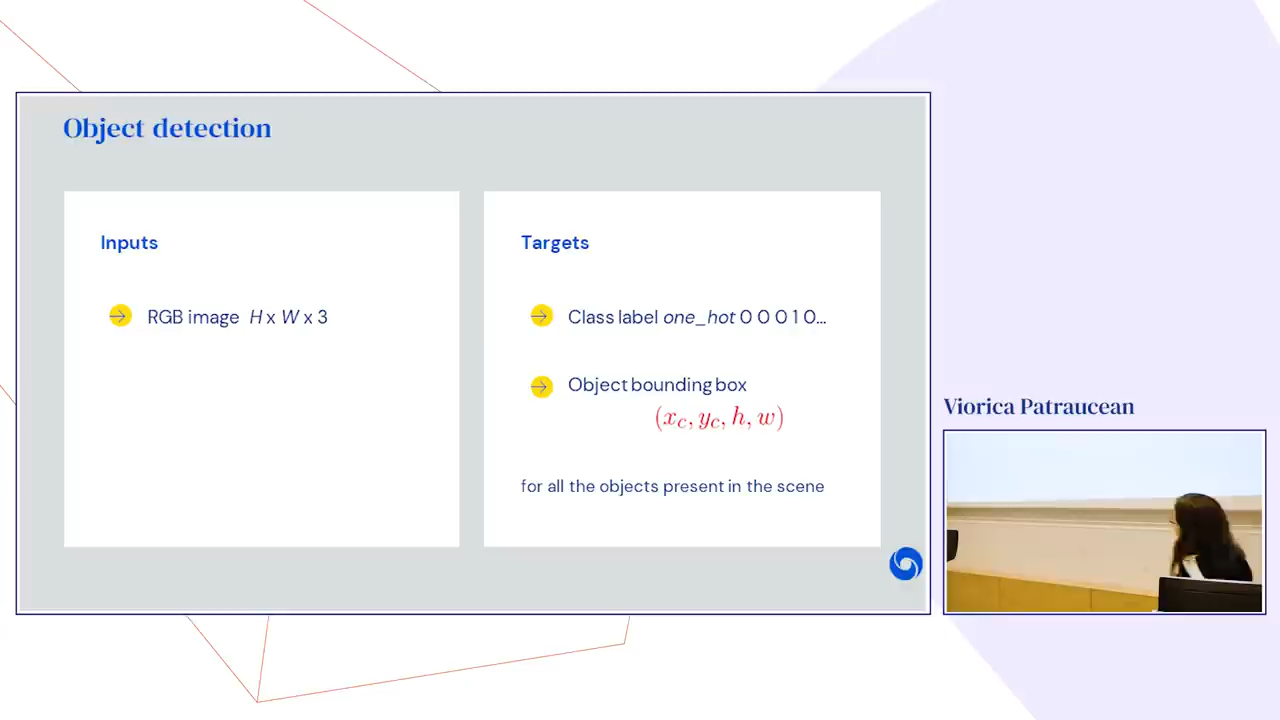 Object detection
Inputs
RGB image H x W x 3
Targets
Class label one_hot 0 0 0 1 0...
Object bounding box
(x_c, y_c, h, w)
for all the objects present in the scene
Viorica Patraucean